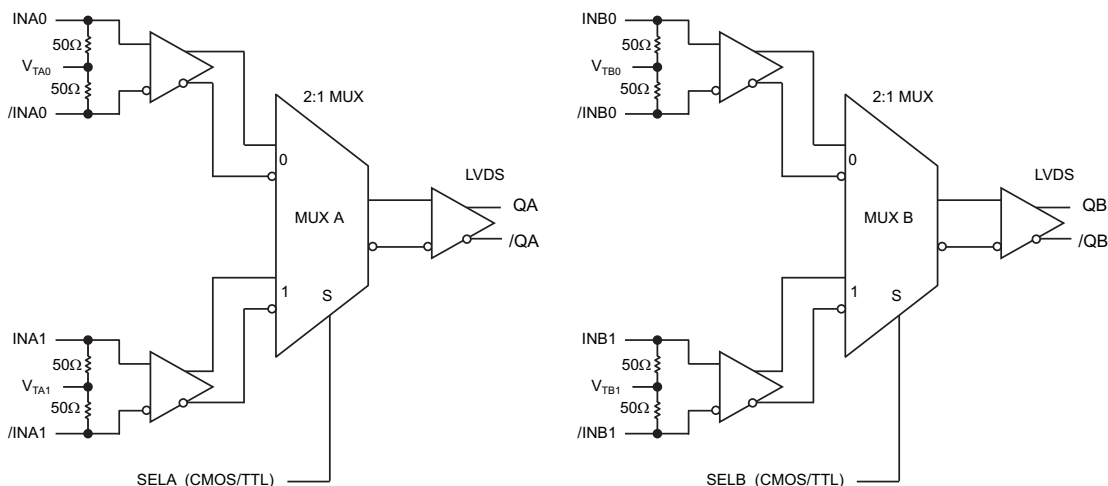 INA0
50Ω
VTA0
50Ω
/INA0
2:1 MUX
0
MUX A
1
S
LVDS
QA
/QA
INA1
50Ω
VTA1
50Ω
/INA1
SELA (CMOS/TTL)
INB0
50Ω
VTB0
50Ω
/INB0
2:1 MUX
0
MUX B
1
S
LVDS
QB
/QB
INB1
50Ω
VTB1
50Ω
/INB1
SELB (CMOS/TTL)